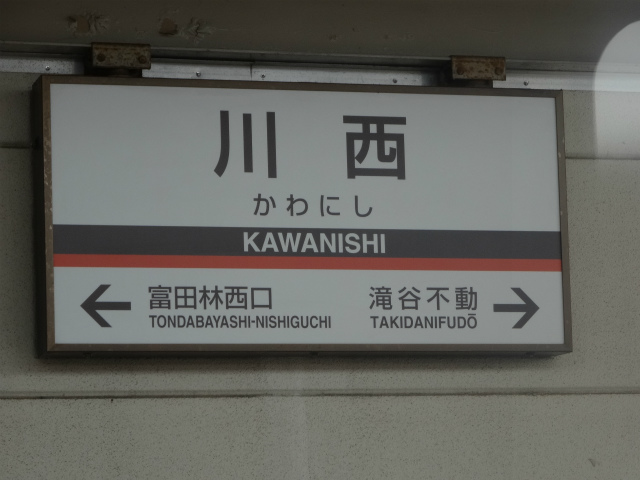 川西
かわにし
KAWANISHI
← 富田林西口 滝谷不動 →
TONDABAYASHI-NISHIGUCHI TAKIDANIFUDŌ